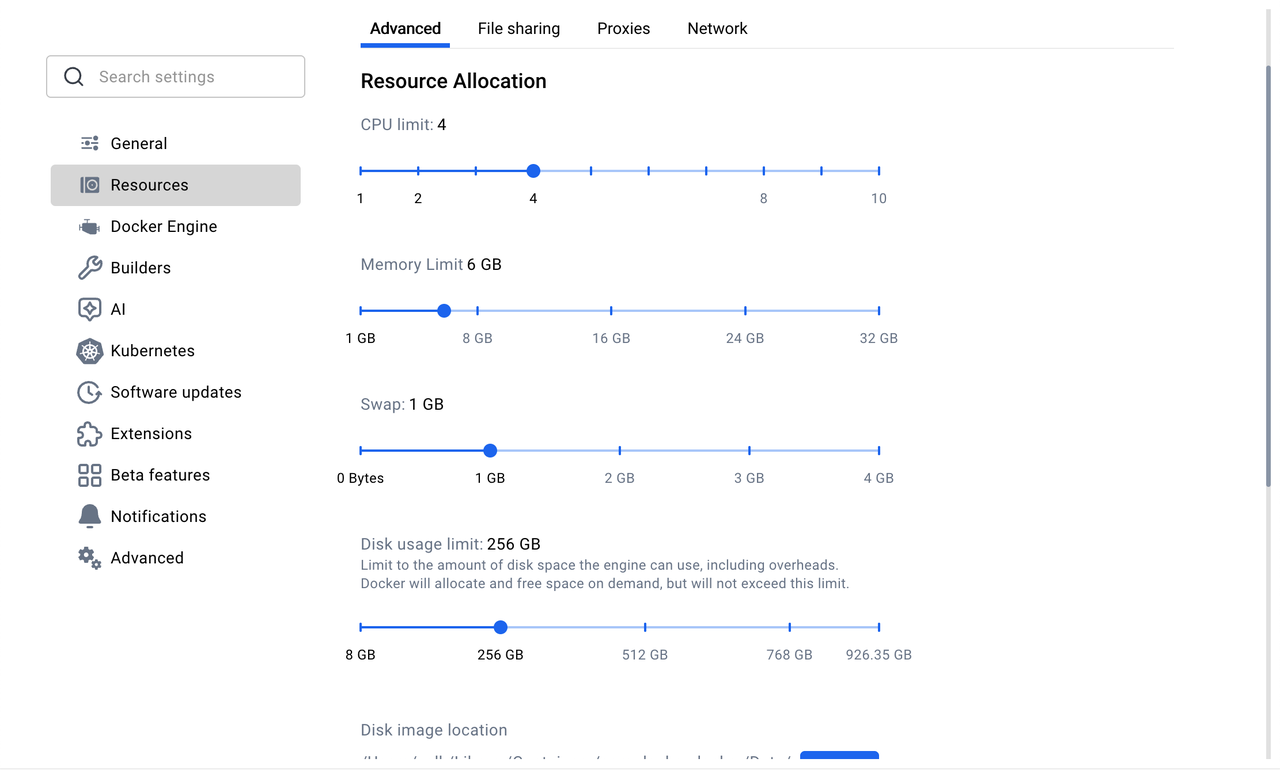 Advanced File sharing Proxies Network
Search settings
General
Resources
Docker Engine
Builders
AI
Kubernetes
Software updates
Extensions
Beta features
Notifications
Advanced
Resource Allocation
CPU limit: 4
1 2 4 8 10
Memory Limit 6 GB
1 GB 8 GB 16 GB 24 GB 32 GB
Swap: 1 GB
0 Bytes 1 GB 2 GB 3 GB 4 GB
Disk usage limit: 256 GB
Limit to the amount of disk space the engine can use, including overheads.
Docker will allocate and free space on demand, but will not exceed this limit.
8 GB 256 GB 512 GB 768 GB 926.35 GB
Disk image location